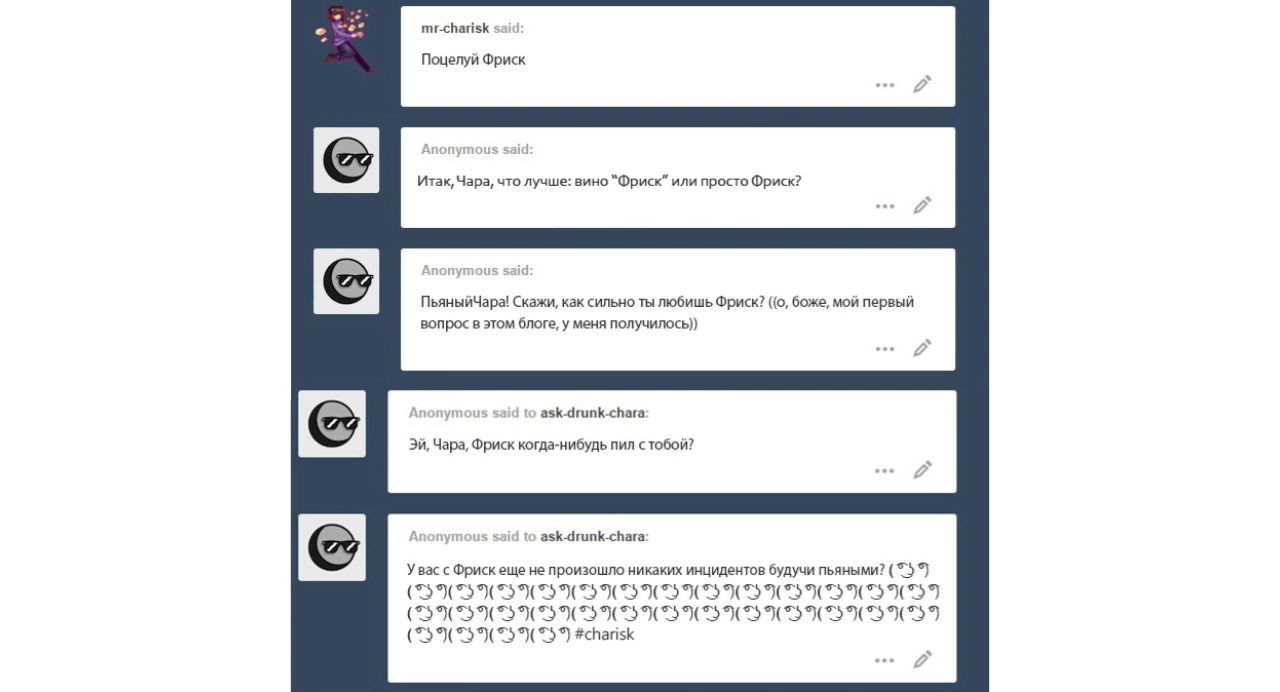 mr-charisk said:
Поцелуй Фриск
Anonymous said:
Итак, Чара, что лучше: вино “Фриск” или просто Фриск?
Anonymous said:
ПьяныйЧара! Скажи, как сильно ты любишь Фриск? ((о, боже, мой первый
вопрос в этом блоге, у меня получилось))
Anonymous said to ask-drunk-chara:
Эй, Чара, Фриск когда-нибудь пил с тобой?
Anonymous said to ask-drunk-chara:
У вас с Фриск еще не произошло никаких инцидентов будучи пьяными? ( ͡° ͜ʖ ͡°)
( ͡° ͜ʖ ͡°)( ͡° ͜ʖ ͡°)( ͡° ͜ʖ ͡°)( ͡° ͜ʖ ͡°)( ͡° ͜ʖ ͡°)( ͡° ͜ʖ ͡°)( ͡° ͜ʖ ͡°)( ͡° ͜ʖ ͡°)( ͡° ͜ʖ ͡°)( ͡° ͜ʖ ͡°)( ͡° ͜ʖ ͡°)( ͡° ͜ʖ ͡°)( ͡° ͜ʖ ͡°)
( ͡° ͜ʖ ͡°)( ͡° ͜ʖ ͡°)( ͡° ͜ʖ ͡°)( ͡° ͜ʖ ͡°)( ͡° ͜ʖ ͡°)( ͡° ͜ʖ ͡°)( ͡° ͜ʖ ͡°)( ͡° ͜ʖ ͡°)( ͡° ͜ʖ ͡°)( ͡° ͜ʖ ͡°)( ͡° ͜ʖ ͡°)( ͡° ͜ʖ ͡°)( ͡° ͜ʖ ͡°)
( ͡° ͜ʖ ͡°)( ͡° ͜ʖ ͡°)( ͡° ͜ʖ ͡°)( ͡° ͜ʖ ͡°) #charisk